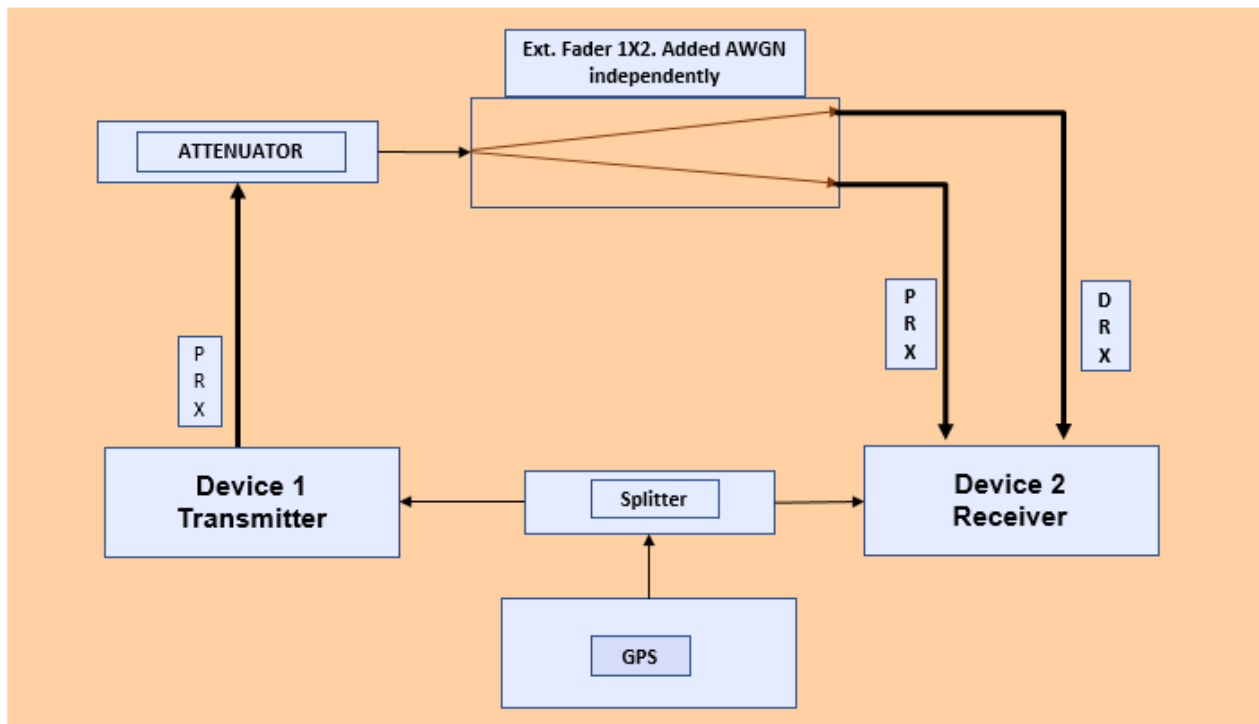 Ext. Fader 1X2. Added AWGN
independently
ATTENUATOR
P
R
X
P
R
X
D
R
X
Device 1
Transmitter
Splitter
Device 2
Receiver
GPS